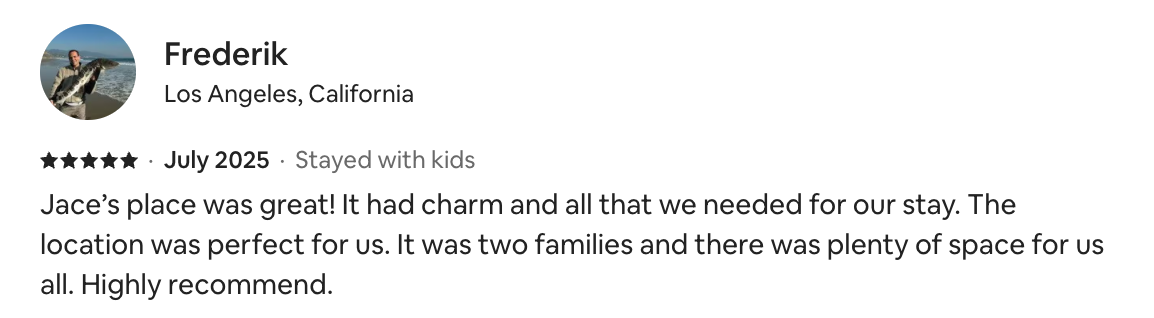 Frederik
Los Angeles, California
★★★★★ · July 2025 · Stayed with kids
Jace’s place was great! It had charm and all that we needed for our stay. The
location was perfect for us. It was two families and there was plenty of space for us
all. Highly recommend.